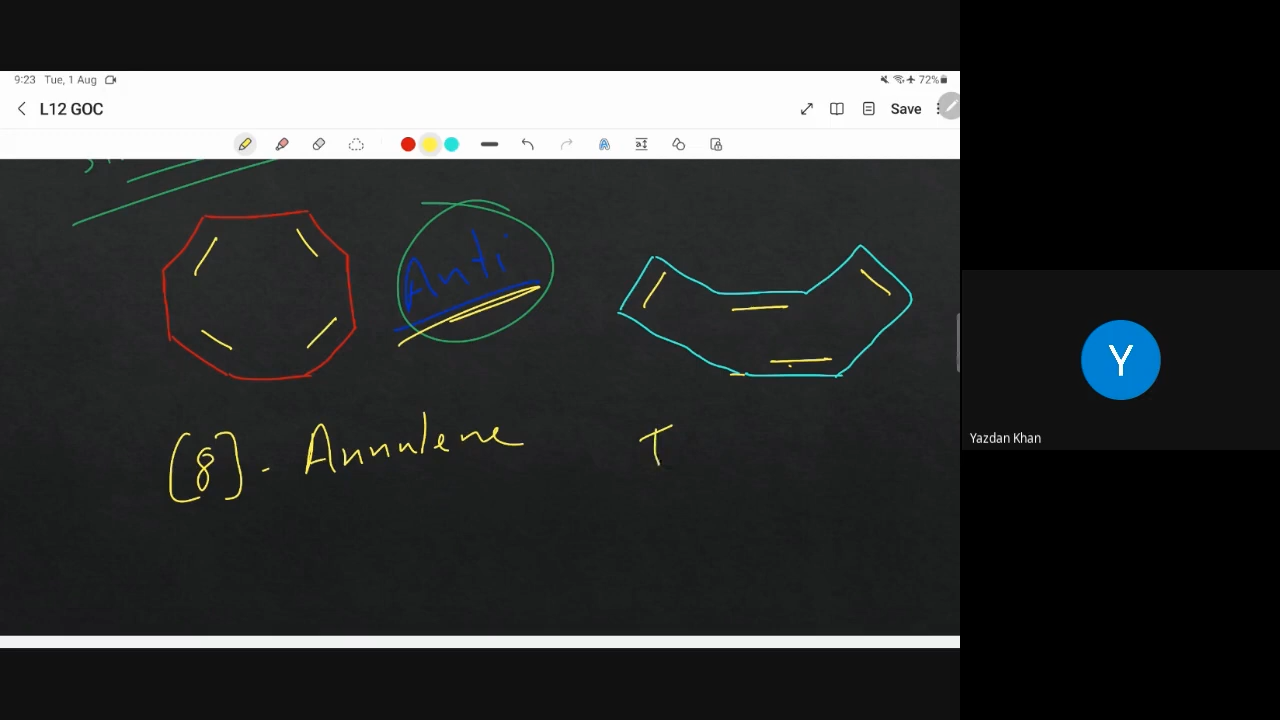 9:23 Tue, 1 Aug 72%
L12 GOC Save
Anti
Y
[8] - Annulene T
Yazdan Khan